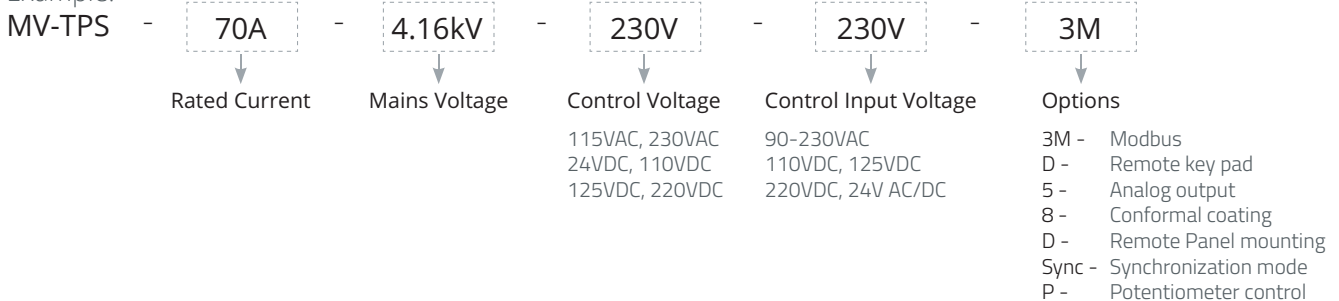 Example:
MV-TPS - 70A - 4.16kV - 230V - 230V - 3M
Rated Current Mains Voltage Control Voltage Control Input Voltage Options
115VAC, 230VAC 90-230VAC 3M - Modbus
24VDC, 110VDC 110VDC, 125VDC D - Remote key pad
125VDC, 220VDC 220VDC, 24V AC/DC 5 - Analog output
8 - Conformal coating
D - Remote Panel mounting
Sync - Synchronization mode
P - Potentiometer control